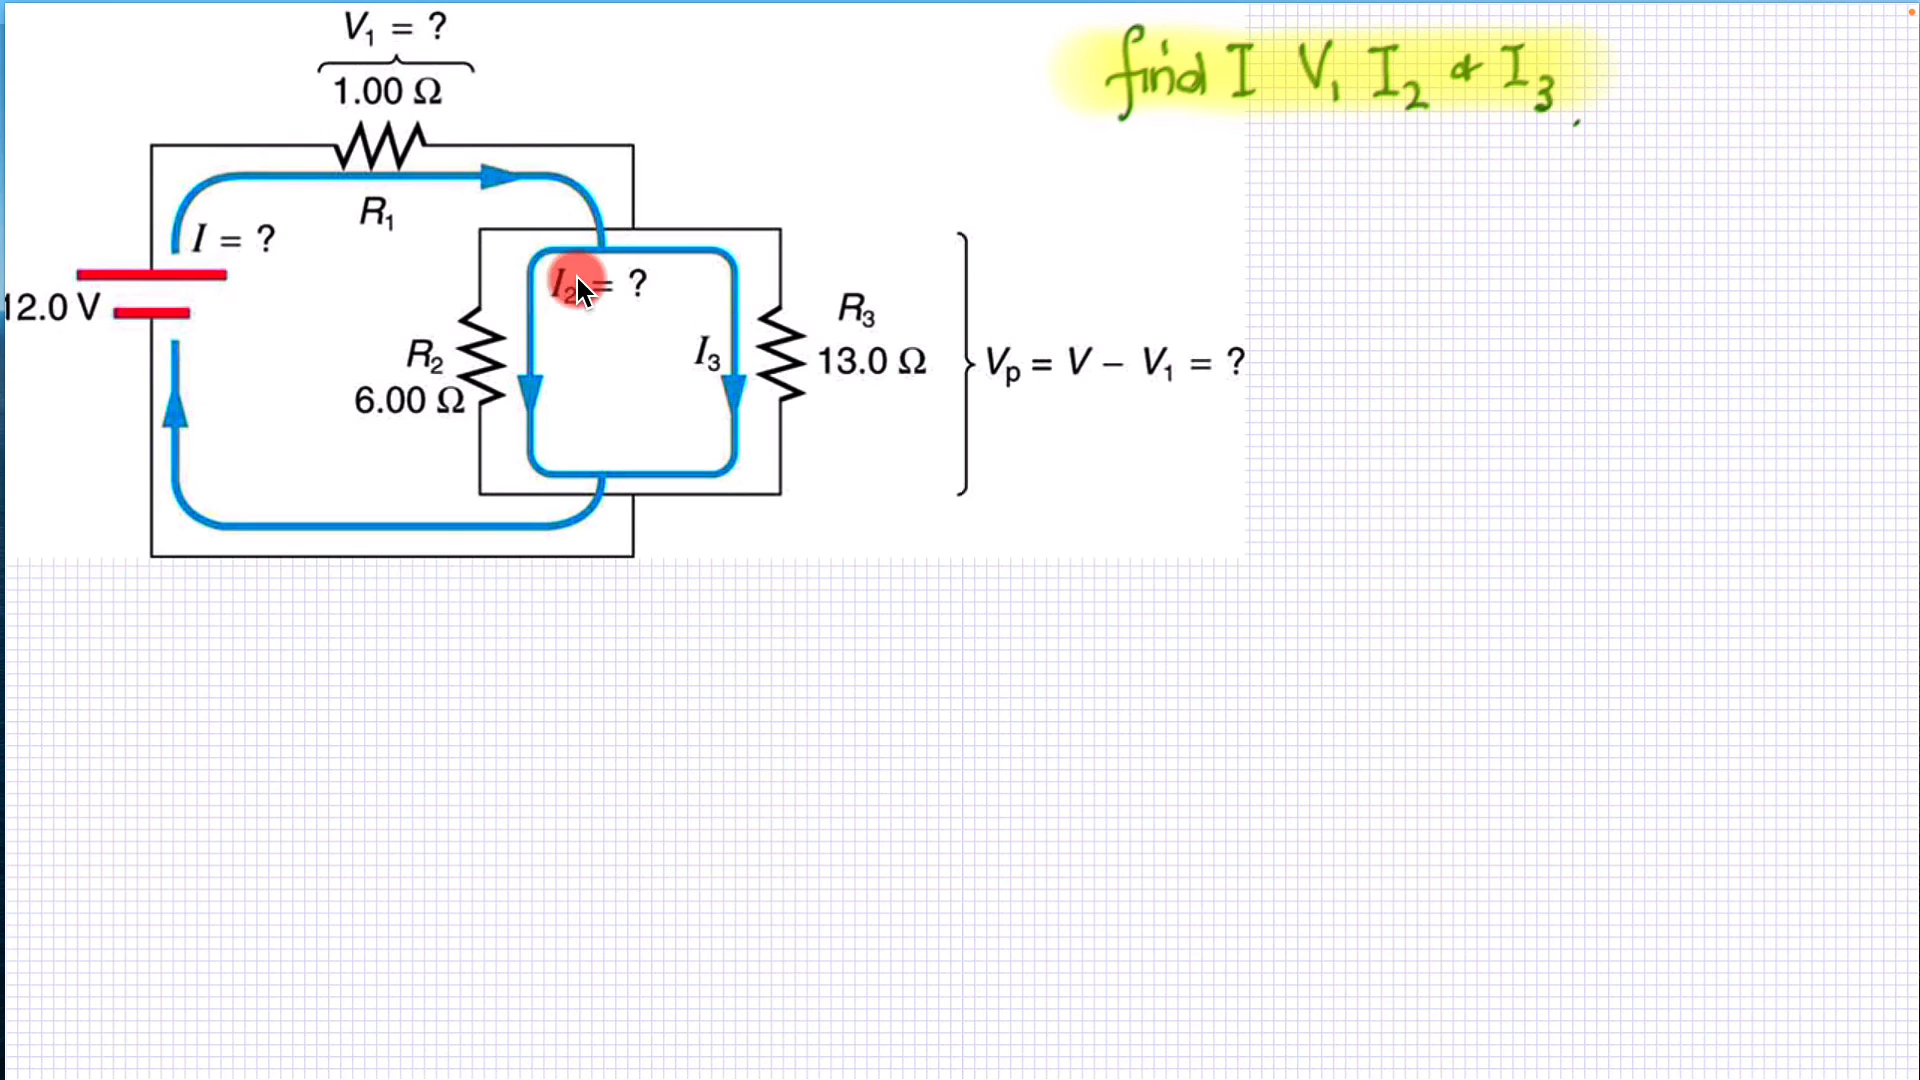 V₁ = ?
1.00 Ω
find I V₁ I₂ & I₃.
R₁
I = ?
12.0 V
I₂ = ?
R₂
6.00 Ω
I₃
R₃
13.0 Ω
Vₚ = V – V₁ = ?